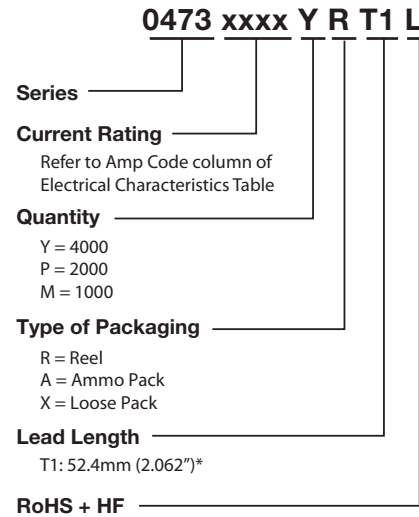 0473 xxxx Y R T1 L
Series
Current Rating
Refer to Amp Code column of
Electrical Characteristics Table
Quantity
Y = 4000
P = 2000
M = 1000
Type of Packaging
R = Reel
A = Ammo Pack
X = Loose Pack
Lead Length
T1: 52.4mm (2.062”)*
RoHS + HF